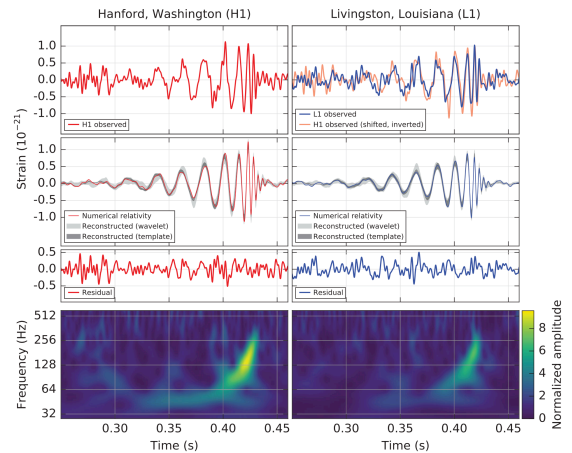 Hanford, Washington (H1)
Livingston, Louisiana (L1)
1.0
0.5
0.0
-0.5
-1.0
H1 observed
L1 observed
H1 observed (shifted, inverted)
Strain (10⁻²¹)
1.0
0.5
0.0
-0.5
-1.0
Numerical relativity
Reconstructed (wavelet)
Reconstructed (template)
Numerical relativity
Reconstructed (wavelet)
Reconstructed (template)
0.5
0.0
-0.5
Residual
Residual
Frequency (Hz)
512
256
128
64
32
8
6
4
2
0
Normalized amplitude
0.30
0.35
0.40
0.45
0.30
0.35
0.40
0.45
Time (s)
Time (s)